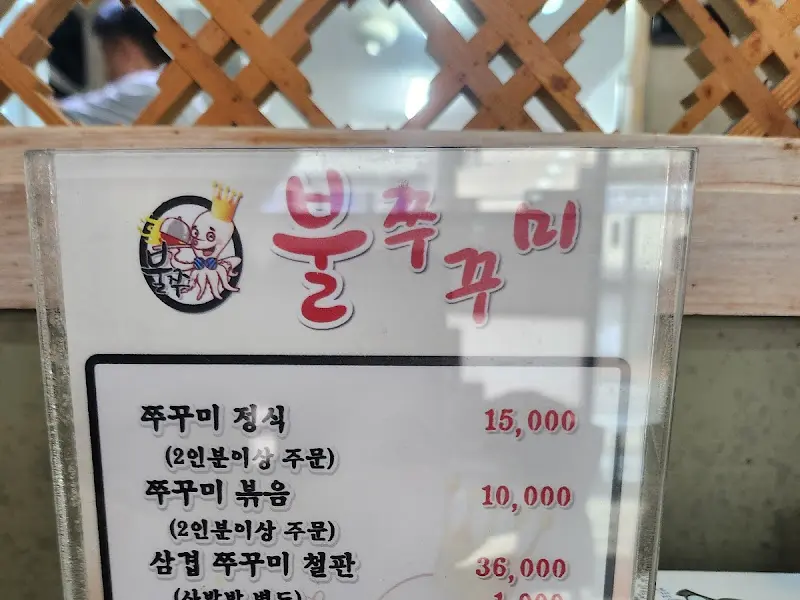 불쭈꾸미
불쭈
쭈꾸미 정식 15,000
(2인분이상 주문)
쭈꾸미 볶음 10,000
(2인분이상 주문)
삼겹 쭈꾸미 철판 36,000